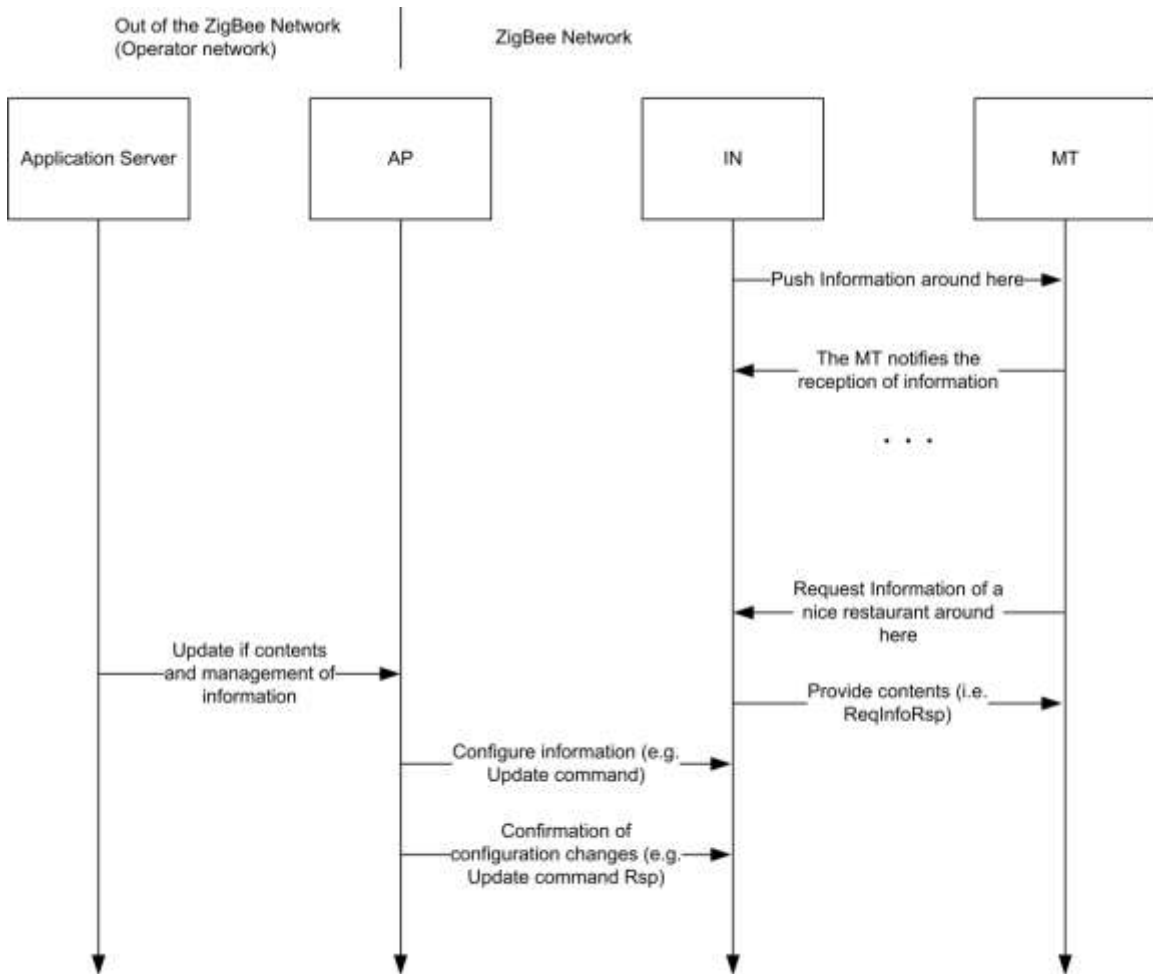 Out of the ZigBee Network
(Operator network)
ZigBee Network
Application Server
AP
IN
MT
Push Information around here
The MT notifies the
reception of information
. . .
Request Information of a
nice restaurant around
here
Update if contents
and management of
information
Provide contents (i.e.
ReqInfoRsp)
Configure information (e.g.
Update command)
Confirmation of
configuration changes (e.g.
Update command Rsp)